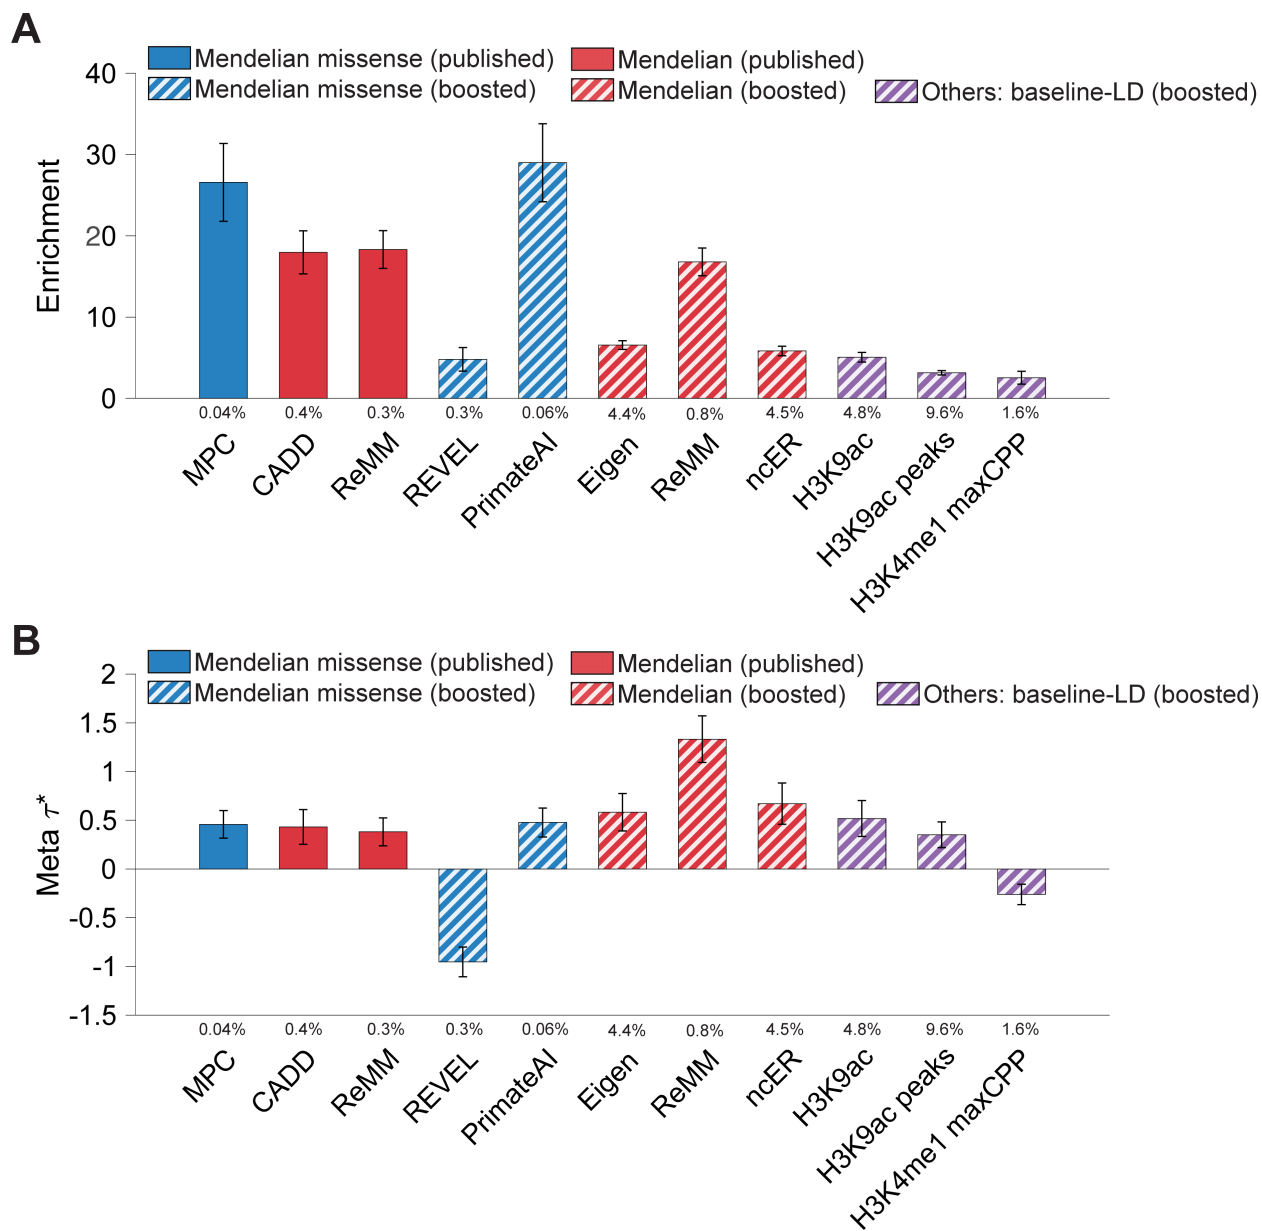 A
Mendelian missense (published)
Mendelian (published)
Mendelian missense (boosted)
Mendelian (boosted)
Others: baseline-LD (boosted)
Enrichment
40
30
20
10
0
0.04% 0.4% 0.3% 0.3% 0.06% 4.4% 0.8% 4.5% 4.8% 9.6% 1.6%
MPC
CADD
ReMM
REVEL
PrimateAI
Eigen
ReMM
ncER
H3K9ac
H3K9ac peaks
H3K4me1 maxCPP
B
Mendelian missense (published)
Mendelian (published)
Mendelian missense (boosted)
Mendelian (boosted)
Others: baseline-LD (boosted)
Meta τ*
2
1.5
1
0.5
0
-0.5
-1
-1.5
0.04% 0.4% 0.3% 0.3% 0.06% 4.4% 0.8% 4.5% 4.8% 9.6% 1.6%
MPC
CADD
ReMM
REVEL
PrimateAI
Eigen
ReMM
ncER
H3K9ac
H3K9ac peaks
H3K4me1 maxCPP